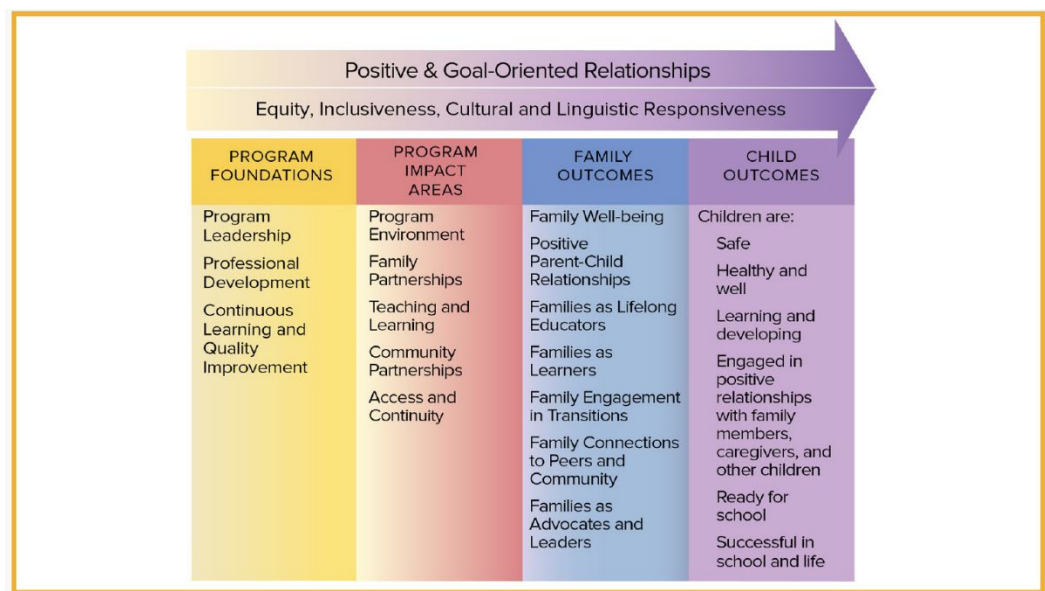 Positive & Goal-Oriented Relationships
Equity, Inclusiveness, Cultural and Linguistic Responsiveness
PROGRAM
FOUNDATIONS
Program
Leadership
Professional
Development
Continuous
Learning and
Quality
Improvement
PROGRAM
IMPACT
AREAS
Program
Environment
Family
Partnerships
Teaching and
Learning
Community
Partnerships
Access and
Continuity
FAMILY
OUTCOMES
Family Well-being
Positive
Parent-Child
Relationships
Families as Lifelong
Educators
Families as
Learners
Family Engagement
in Transitions
Family Connections
to Peers and
Community
Families as
Advocates and
Leaders
CHILD
OUTCOMES
Children are:
Safe
Healthy and
well
Learning and
developing
Engaged in
positive
relationships
with family
members,
caregivers, and
other children
Ready for
school
Successful in
school and life